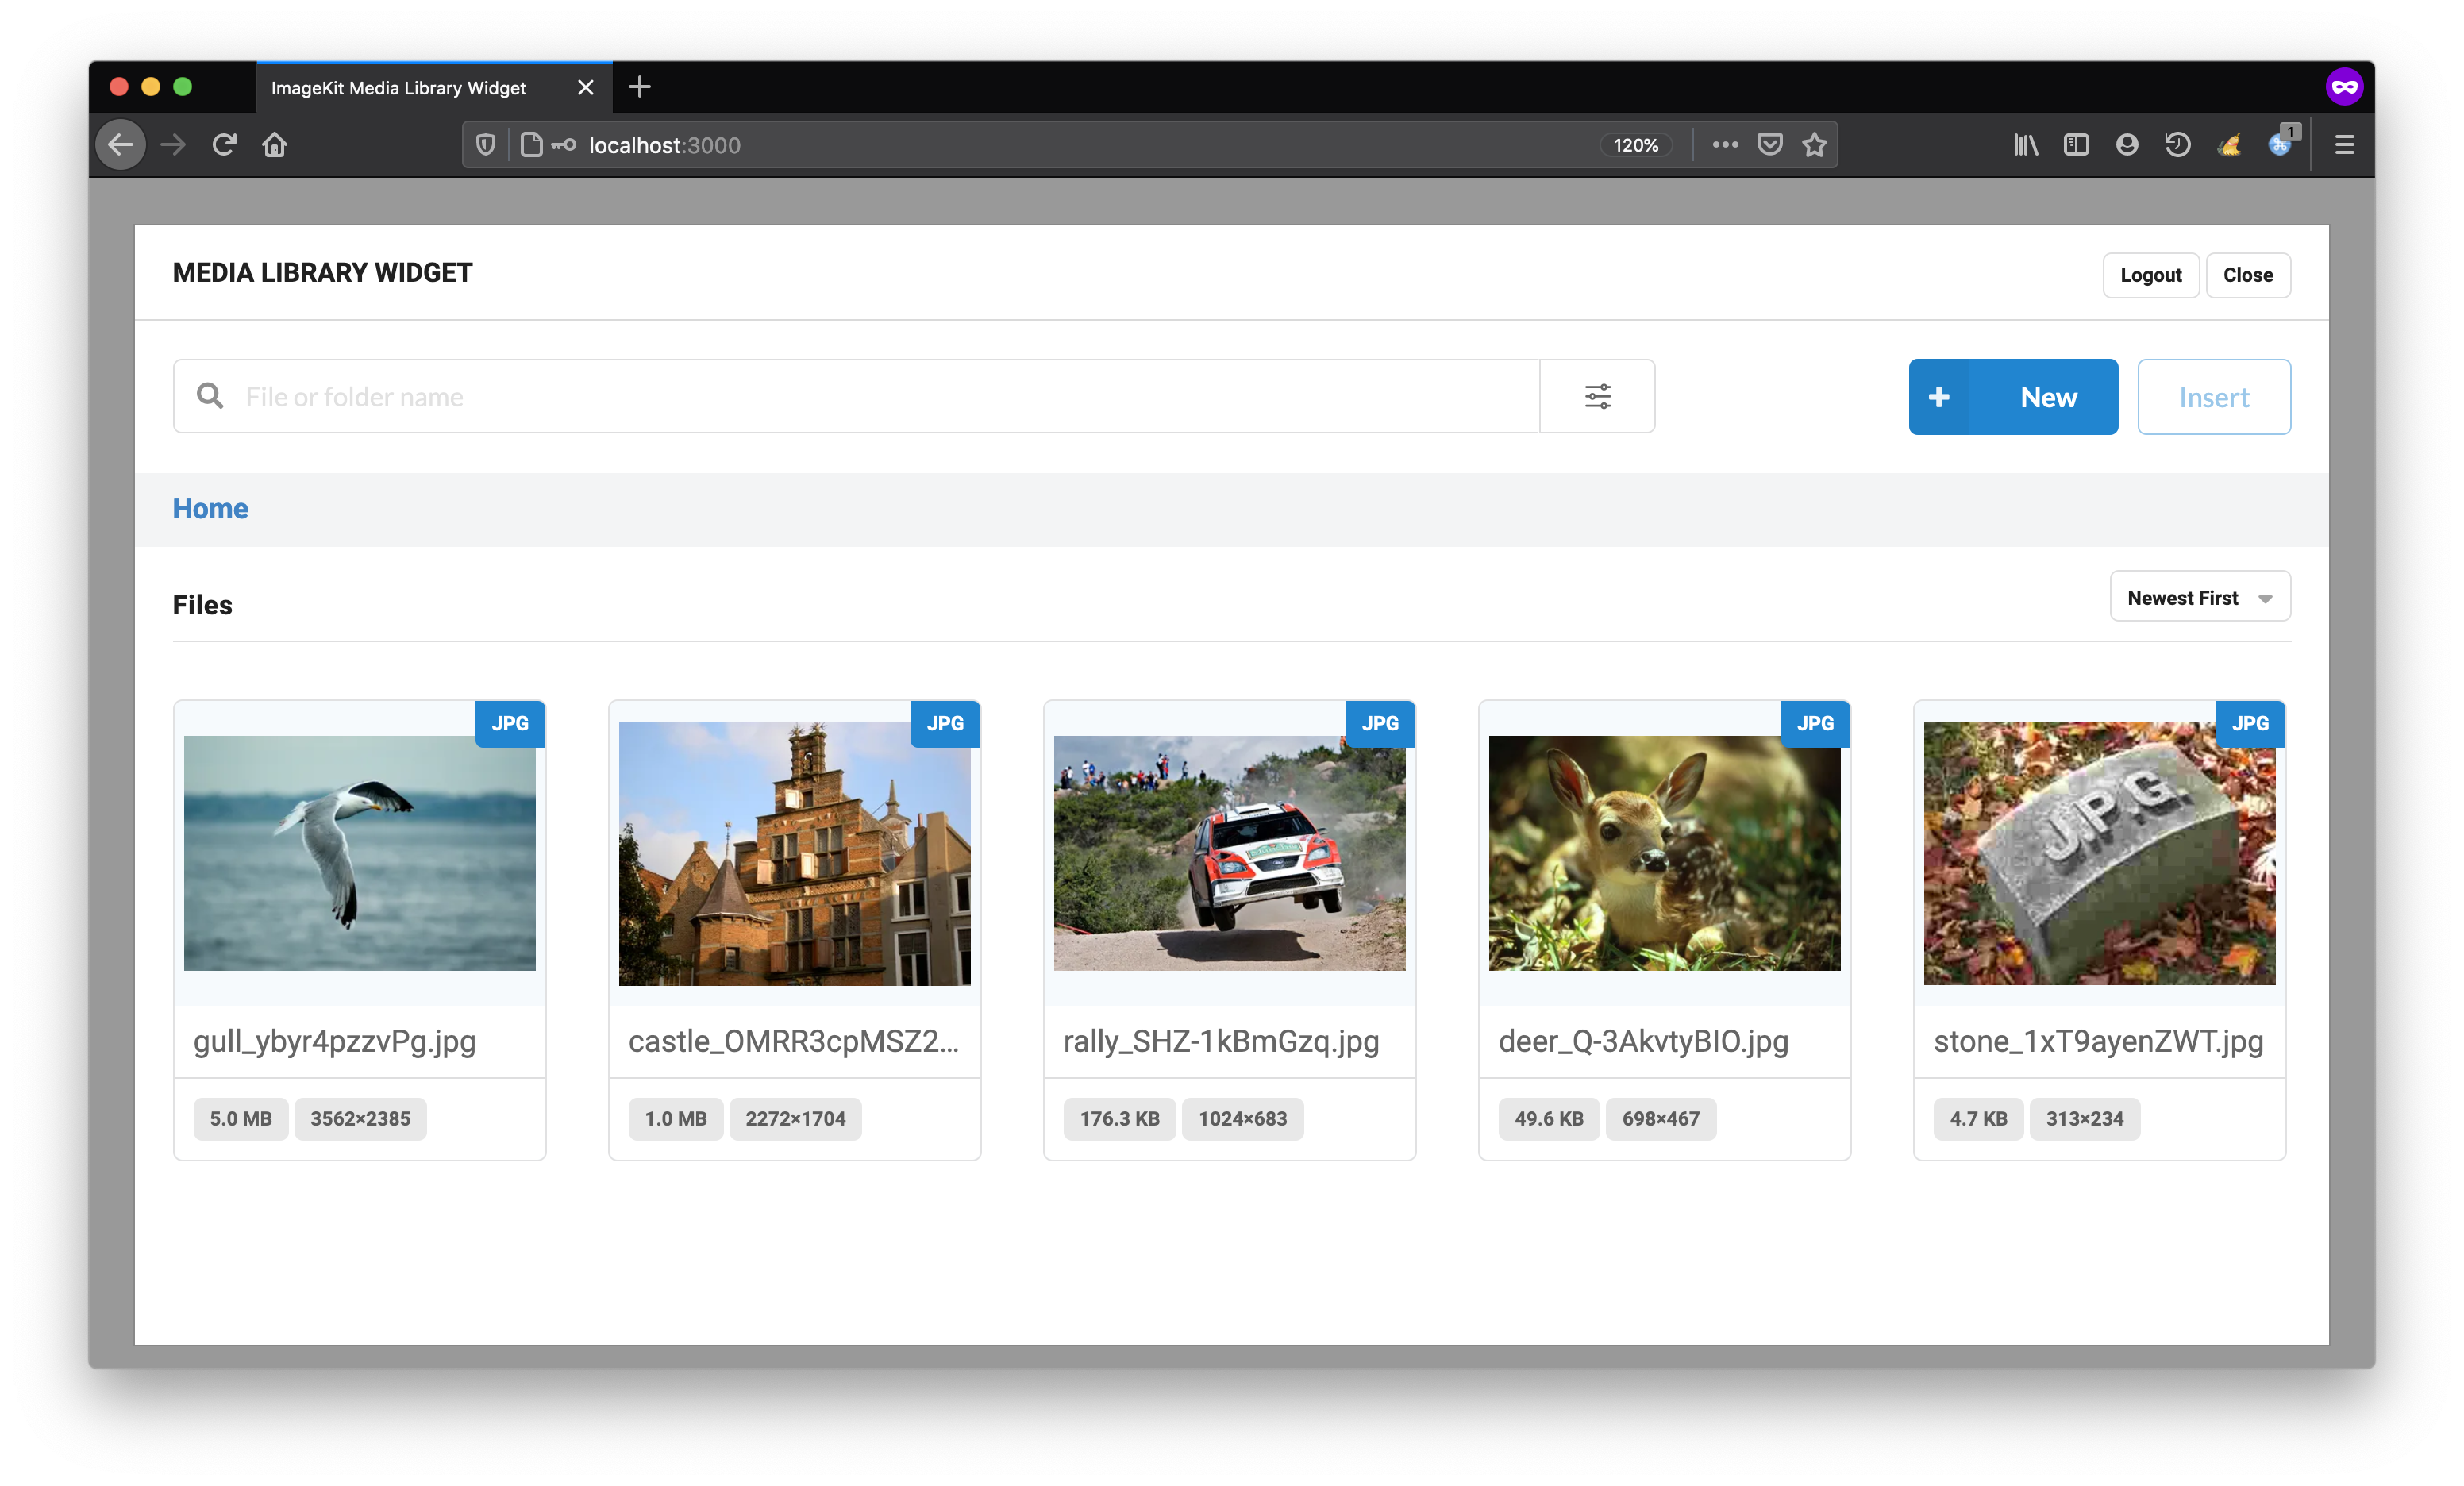 ImageKit Media Library Widget
localhost:3000
120%
1
MEDIA LIBRARY WIDGET
Logout
Close
File or folder name
New
Insert
Home
Files
Newest First
JPG
JPG
JPG
JPG
JPG
J.P.G.
gull_ybyr4pzzvPg.jpg
castle_OMRR3cpMSZ2...
rally_SHZ-1kBmGzq.jpg
deer_Q-3AkvtyBIO.jpg
stone_1xT9ayenZWT.jpg
5.0 MB
3562×2385
1.0 MB
2272×1704
176.3 KB
1024×683
49.6 KB
698×467
4.7 KB
313×234